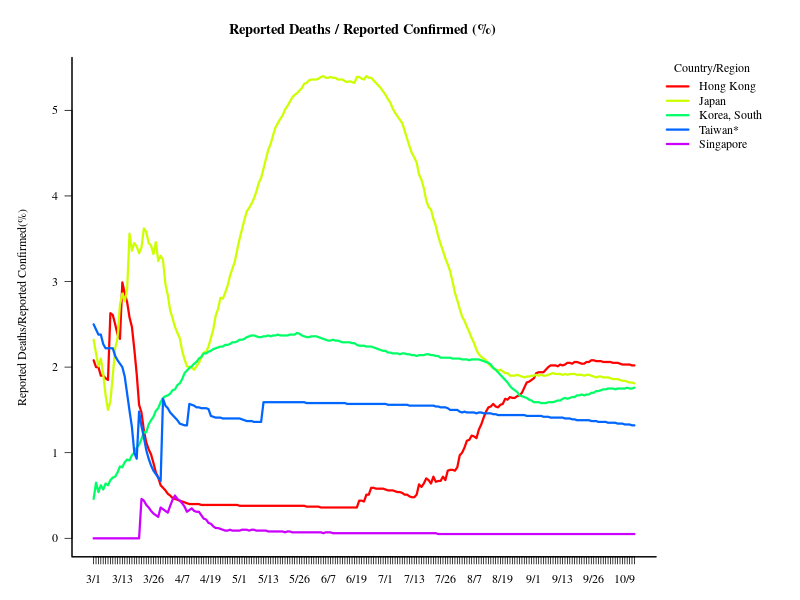 Reported Deaths / Reported Confirmed (%)
Country/Region
Hong Kong
Japan
Korea, South
Taiwan*
Singapore
Reported Deaths/Reported Confirmed(%)
5
4
3
2
1
0
3/1 3/13 3/26 4/7 4/19 5/1 5/13 5/26 6/7 6/19 7/1 7/13 7/26 8/7 8/19 9/1 9/13 9/26 10/9